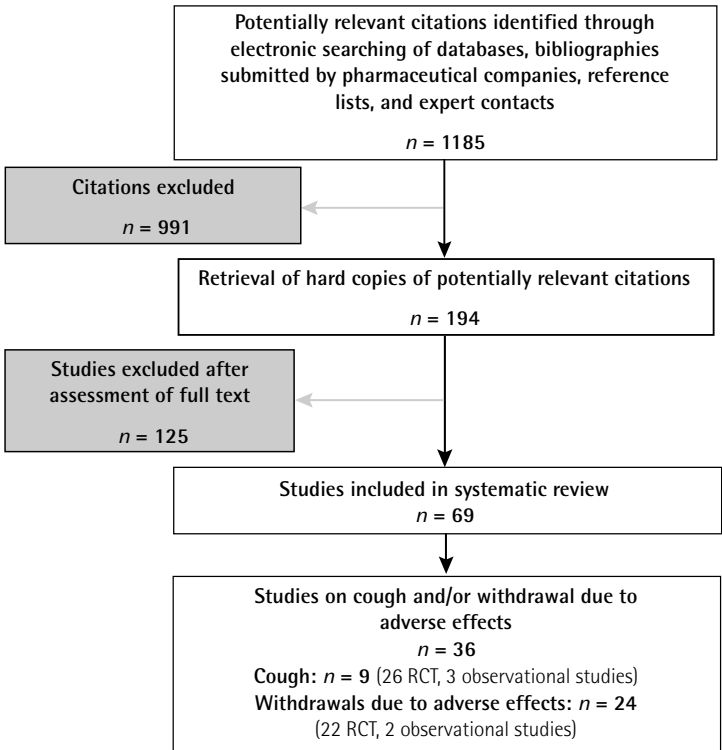 Potentially relevant citations identified through
electronic searching of databases, bibliographies
submitted by pharmaceutical companies, reference
lists, and expert contacts
n = 1185
Citations excluded
n = 991
Retrieval of hard copies of potentially relevant citations
n = 194
Studies excluded after
assessment of full text
n = 125
Studies included in systematic review
n = 69
Studies on cough and/or withdrawal due to
adverse effects
n = 36
Cough: n = 9 (26 RCT, 3 observational studies)
Withdrawals due to adverse effects: n = 24
(22 RCT, 2 observational studies)